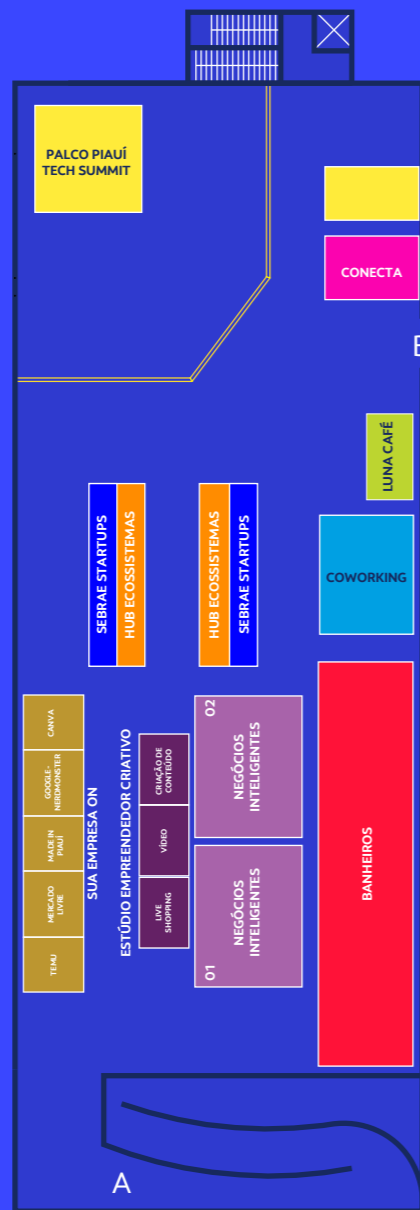 PALCO PIAUÍ
TECH SUMMIT
CONECTA
LUNA CAFÉ
SEBRAE STARTUPS
HUB ECOSSISTEMAS
HUB ECOSSISTEMAS
SEBRAE STARTUPS
COWORKING
CANVA
GOOGLE-
NERDMONSTER
MADE IN
PIAUÍ
MERCADO
LIVRE
TEMU
SUA EMPRESA ON
ESTÚDIO EMPREENDEDOR CRIATIVO
CRIAÇÃO DE
CONTEÚDO
VÍDEO
LIVE
SHOPPING
02
NEGÓCIOS
INTELIGENTES
01
NEGÓCIOS
INTELIGENTES
BANHEIROS
A